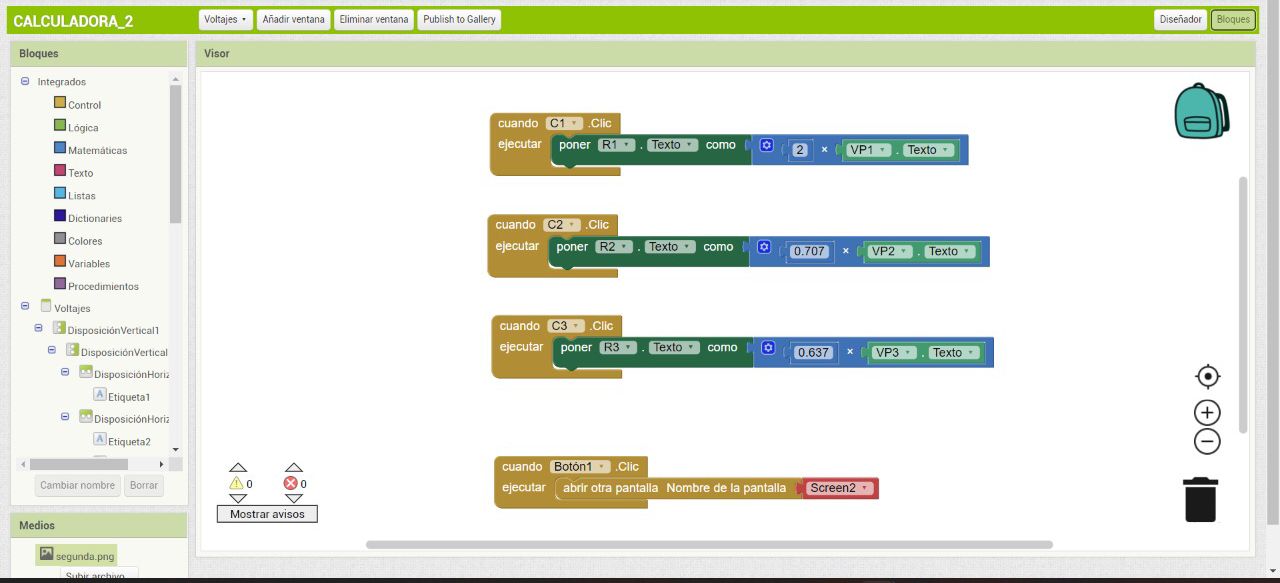 CALCULADORA_2
Voltajes
Añadir ventana
Eliminar ventana
Publish to Gallery
Diseñador
Bloques
Bloques
Integrados
Control
Lógica
Matemáticas
Texto
Listas
Dictionaries
Colores
Variables
Procedimientos
Voltajes
DisposiciónVertical1
DisposiciónVertical
DisposiciónHoriz
A Etiqueta1
DisposiciónHoriz
A Etiqueta2
Cambiar nombre
Borrar
Medios
segunda.png
Subir archivo
Visor
cuando C1 .Clic
ejecutar poner R1 . Texto como 2 × VP1 . Texto
cuando C2 .Clic
ejecutar poner R2 . Texto como 0.707 × VP2 . Texto
cuando C3 .Clic
ejecutar poner R3 . Texto como 0.637 × VP3 . Texto
cuando Botón1 .Clic
ejecutar abrir otra pantalla Nombre de la pantalla Screen2
0 0
Mostrar avisos